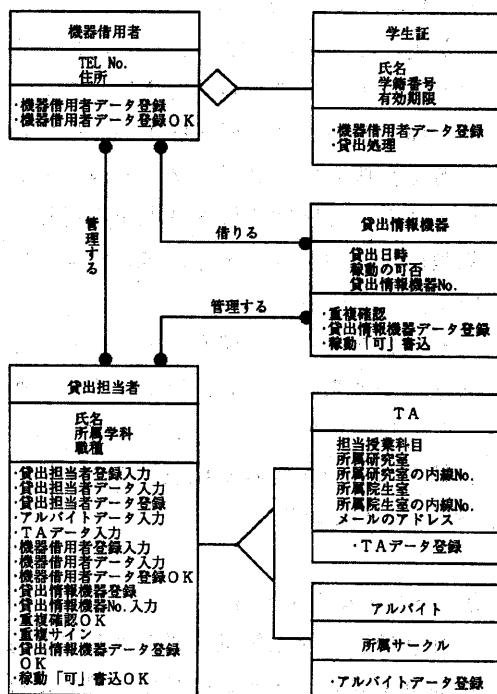 機器借用者
TEL No.
住所
・機器借用者データ登録
・機器借用者データ登録OK
学生証
氏名
学籍番号
有効期限
・機器借用者データ登録
・貸出処理
管理する
借りる
管理する
貸出情報機器
貸出日時
稼動の可否
貸出情報機器No.
・重複確認
・貸出情報機器データ登録
・稼動「可」書込
貸出担当者
氏名
所属学科
職種
・貸出担当者登録入力
・貸出担当者データ入力
・貸出担当者データ登録
・アルバイトデータ入力
・TAデータ入力
・機器借用者登録入力
・機器借用者データ入力
・機器借用者データ登録OK
・貸出情報機器登録
・貸出情報機器No.入力
・重複確認OK
・重複サイン
・貸出情報機器データ登録
OK
・稼動「可」書込OK
TA
担当授業科目
所属研究室
所属研究室の内線No.
所属院生室
所属院生室の内線No.
メールのアドレス
・TAデータ登録
アルバイト
所属サークル
・アルバイトデータ登録